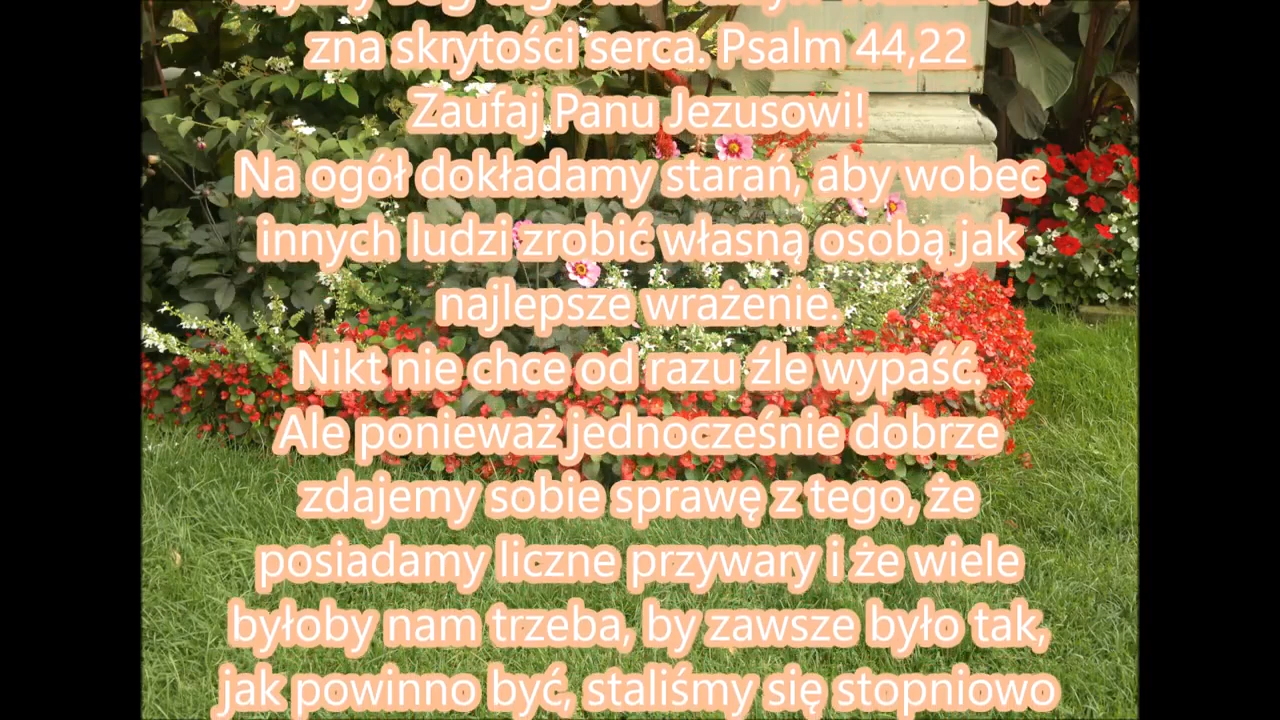 zna skrytości serca. Psalm 44,22
Zaufaj Panu Jezusowi!
Na ogół dokładamy starań, aby wobec
innych ludzi zrobić własną osobą jak
najlepsze wrażenie.
Nikt nie chce od razu źle wypaść.
Ale ponieważ jednocześnie dobrze
zdajemy sobie sprawę z tego, że
posiadamy liczne przywary i że wiele
byłoby nam trzeba, by zawsze było tak,
jak powinno być, staliśmy się stopniowo